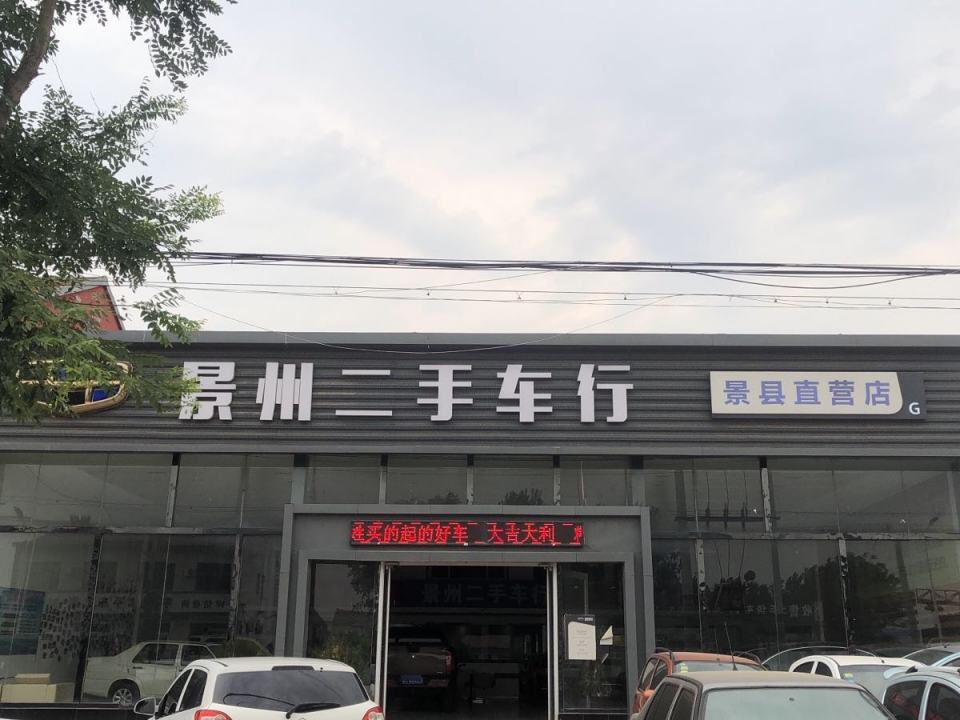 景州二手车行
景县直营店
G
买的起的好车 大吉大利
景州二手车行